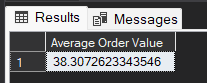 Results Messages
Average Order Value
1 38.3072623343546